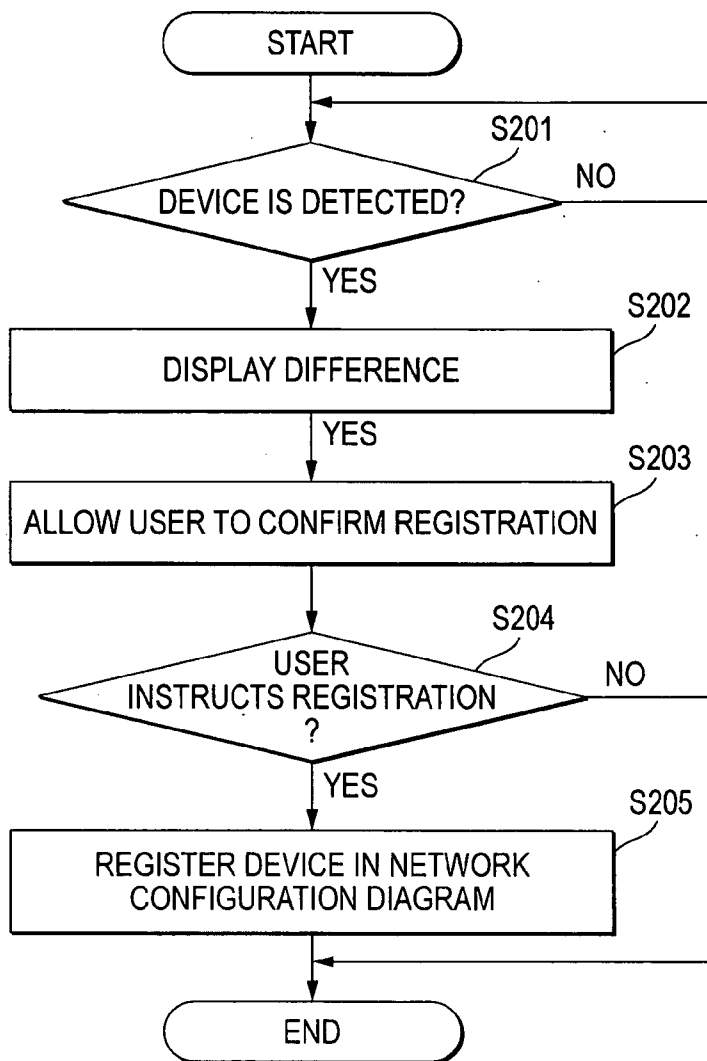 START
S201
DEVICE IS DETECTED?
NO
YES
S202
DISPLAY DIFFERENCE
YES
S203
ALLOW USER TO CONFIRM REGISTRATION
S204
USER
INSTRUCTS REGISTRATION
?
NO
YES
S205
REGISTER DEVICE IN NETWORK
CONFIGURATION DIAGRAM
END